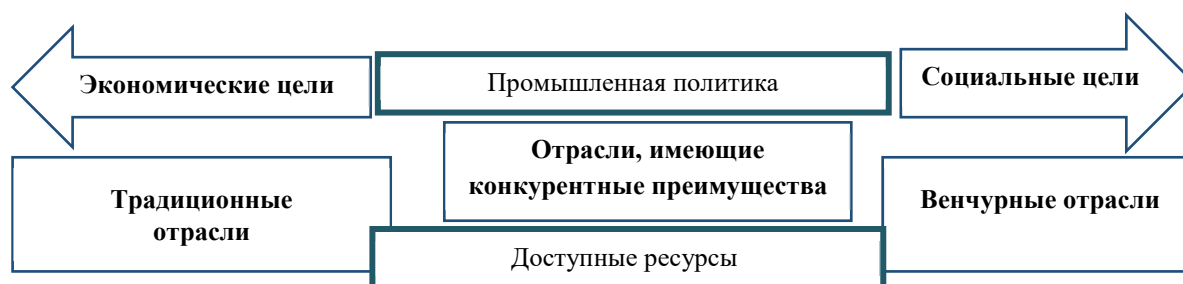 Экономические цели
Промышленная политика
Социальные цели
Отрасли, имеющие
конкурентные преимущества
Традиционные
отрасли
Венчурные отрасли
Доступные ресурсы